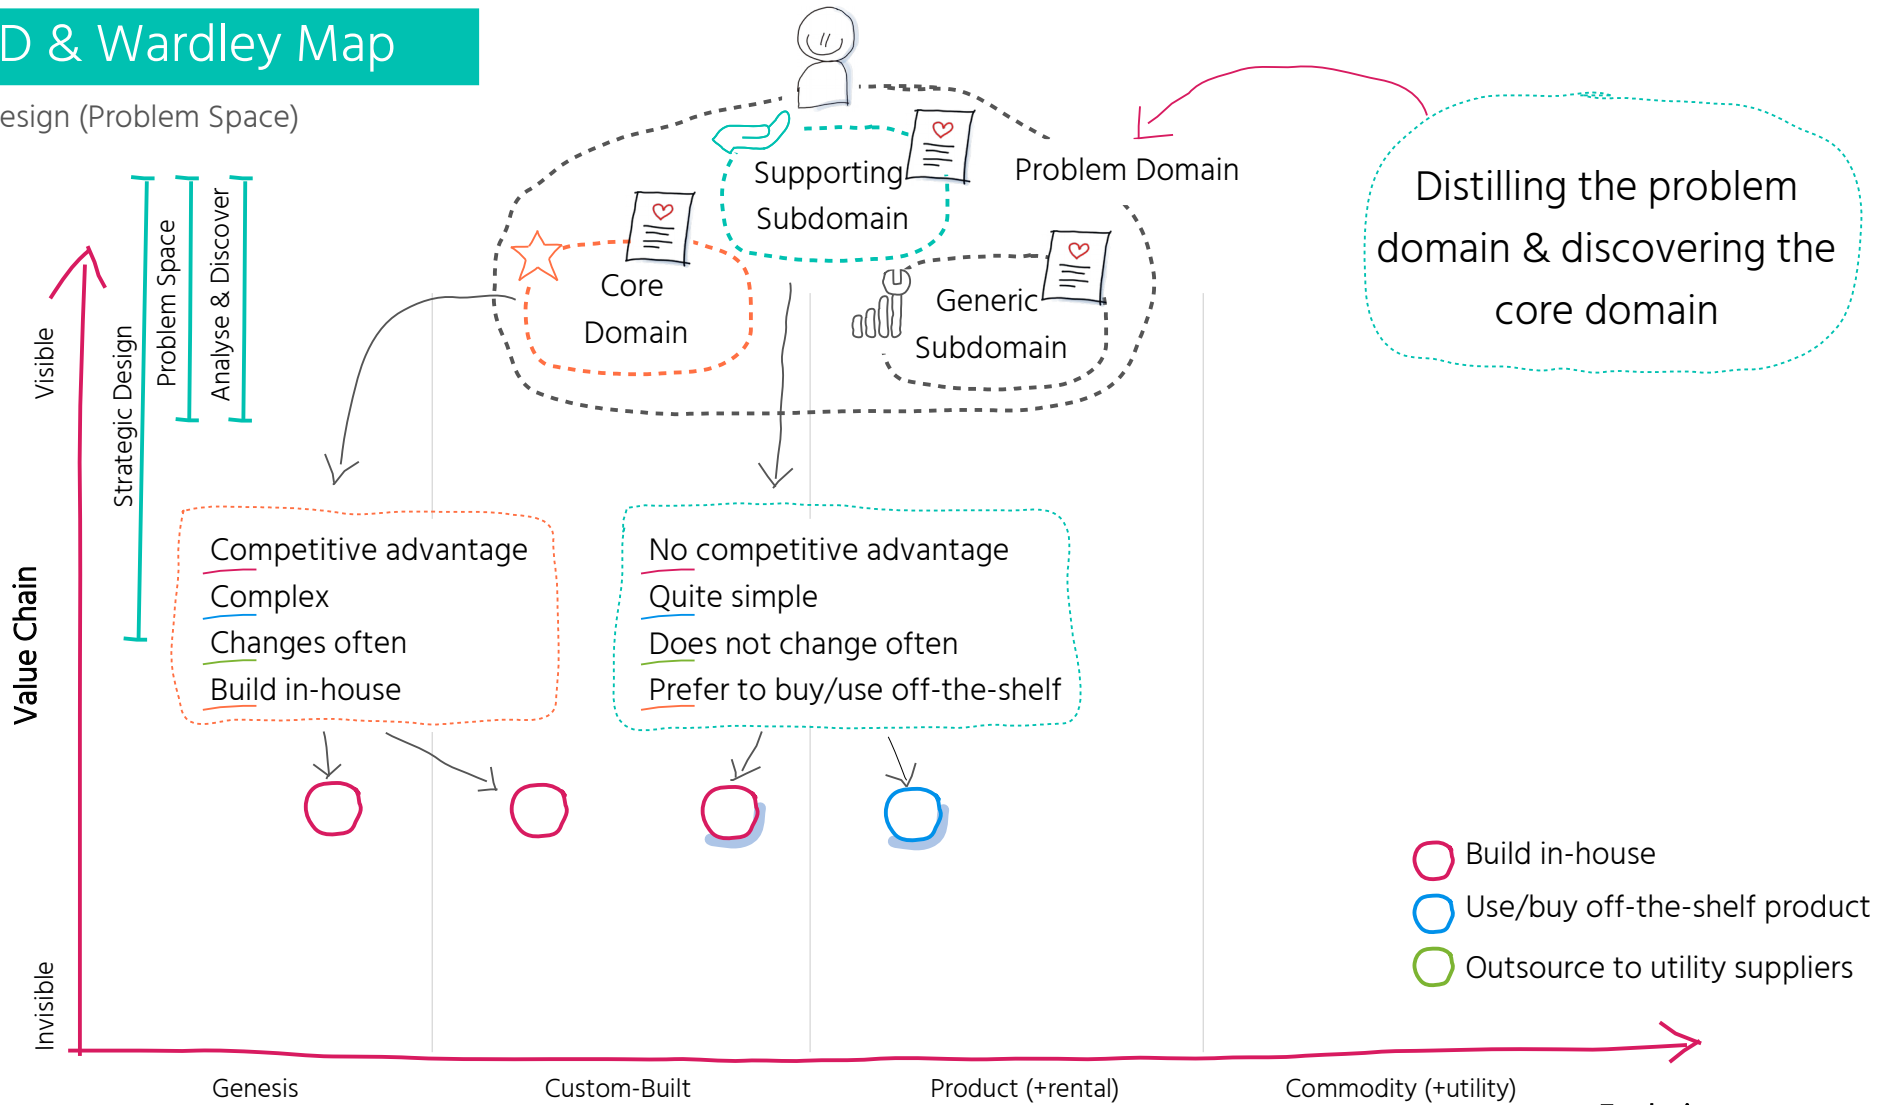 D & Wardley Map
esign (Problem Space)
Strategic Design
Problem Space
Analyse & Discover
Supporting
Subdomain
Core
Domain
Generic
Subdomain
Problem Domain
Distilling the problem
domain & discovering the
core domain
Visible
Value Chain
Invisible
Competitive advantage
Complex
Changes often
Build in-house
No competitive advantage
Quite simple
Does not change often
Prefer to buy/use off-the-shelf
Build in-house
Use/buy off-the-shelf product
Outsource to utility suppliers
Genesis
Custom-Built
Product (+rental)
Commodity (+utility)